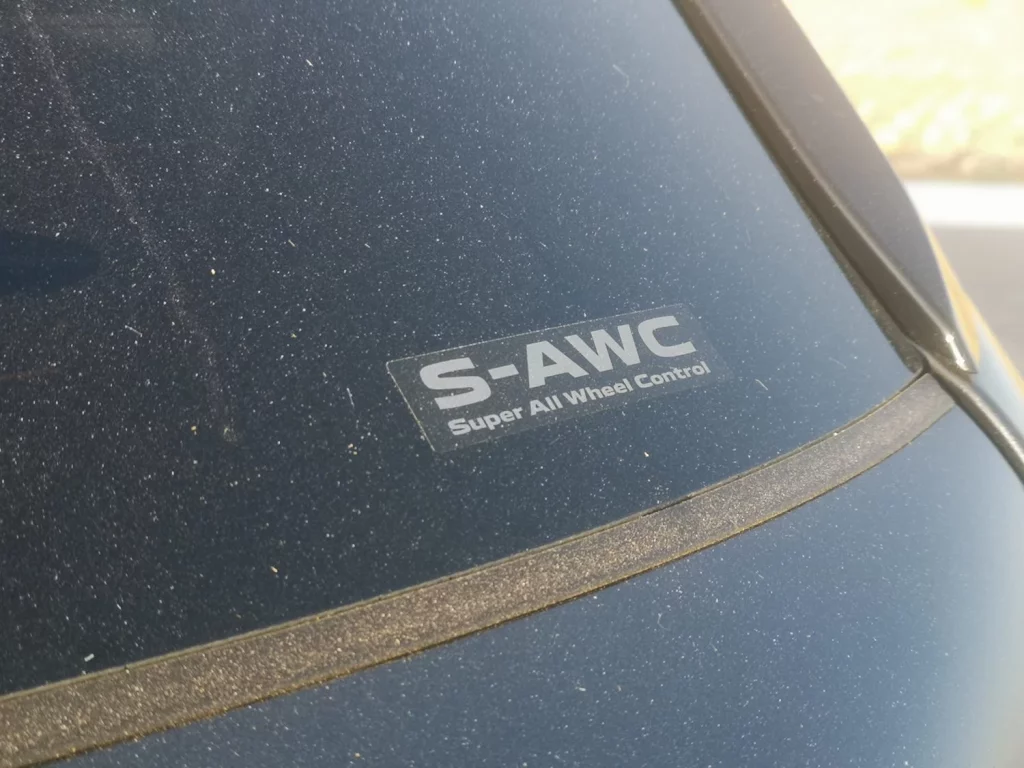 S-AWC
Super All Wheel Control